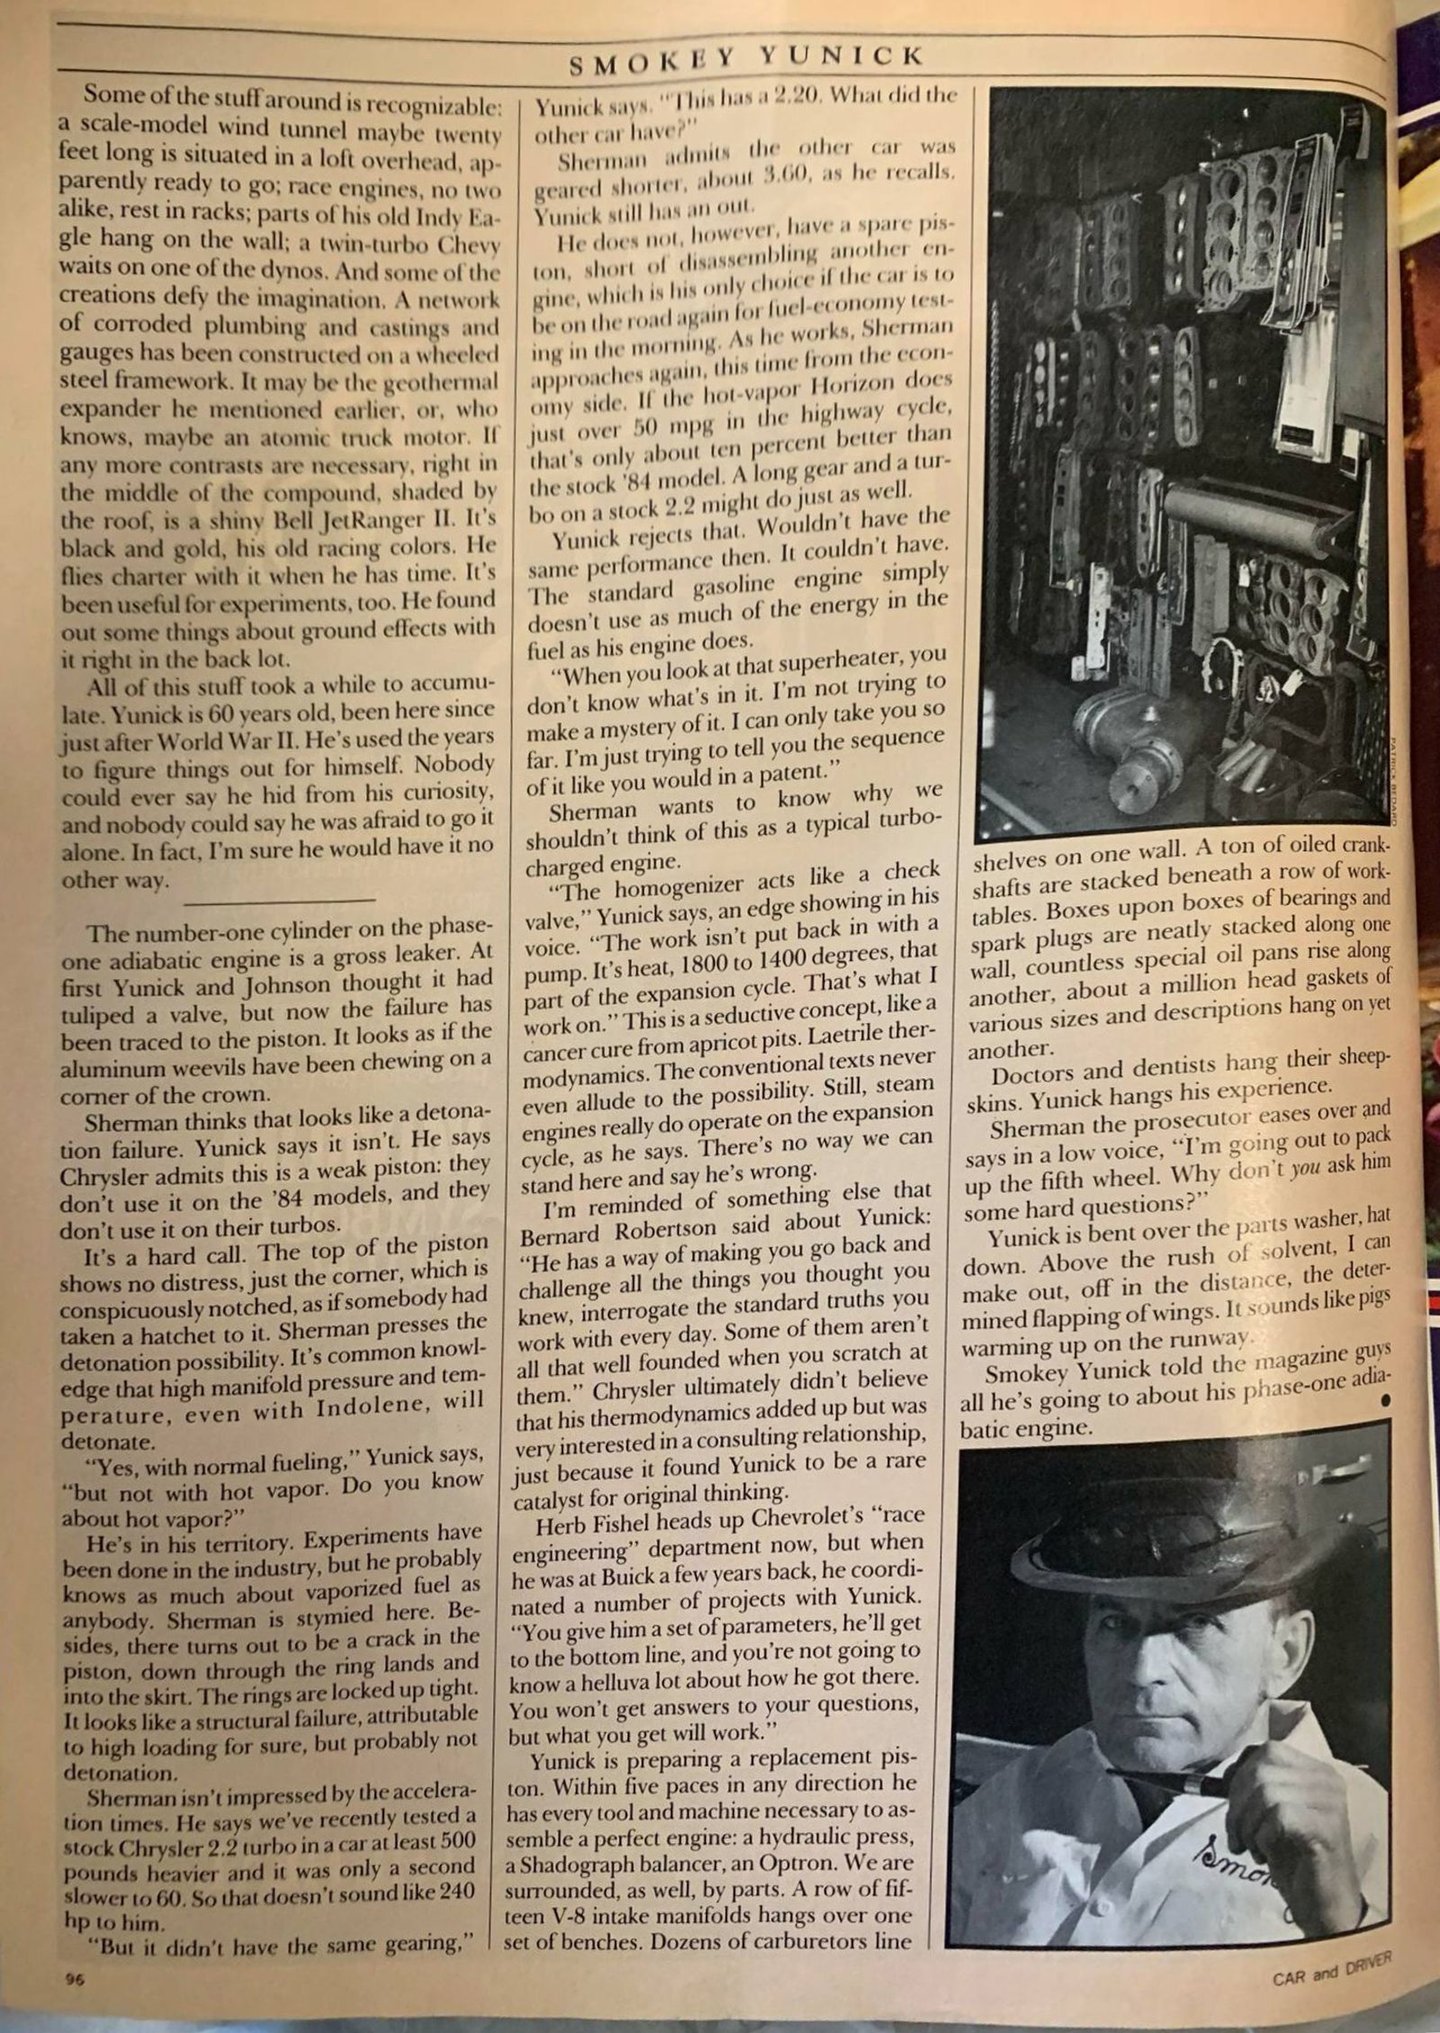 SMOKEY YUNICK
Some of the stuff around is recognizable:
a scale-model wind tunnel maybe twenty
feet long is situated in a loft overhead, ap-
parently ready to go; race engines, no two
alike, rest in racks; parts of his old Indy Ea-
gle hang on the wall; a twin-turbo Chevy
waits on one of the dynos. And some of the
creations defy the imagination. A network
of corroded plumbing and castings and
gauges has been constructed on a wheeled
steel framework. It may be the geothermal
expander he mentioned earlier, or, who
knows, maybe an atomic truck motor. If
any more contrasts are necessary, right in
the middle of the compound, shaded by
the roof, is a shiny Bell JetRanger II. It's
black and gold, his old racing colors. He
flies charter with it when he has time. It's
been useful for experiments, too. He found
out some things about ground effects with
it right in the back lot.
All of this stuff took a while to accumu-
late. Yunick is 60 years old, been here since
just after World War II. He's used the years
to figure things out for himself. Nobody
could ever say he hid from his curiosity,
and nobody could say he was afraid to go it
alone. In fact, I'm sure he would have it no
other way.
The number-one cylinder on the phase-
one adiabatic engine is a gross leaker. At
first Yunick and Johnson thought it had
tuliped a valve, but now the failure has
been traced to the piston. It looks as if the
aluminum weevils have been chewing on a
corner of the crown.
Sherman thinks that looks like a detona-
tion failure. Yunick says it isn't. He says
Chrysler admits this is a weak piston: they
don't use it on the '84 models, and they
don't use it on their turbos.
It's a hard call. The top of the piston
shows no distress, just the corner, which is
conspicuously notched, as if somebody had
taken a hatchet to it. Sherman presses the
detonation possibility. It's common knowl-
edge that high manifold pressure and tem-
perature, even with Indolene, will
detonate.
"Yes, with normal fueling," Yunick says,
"but not with hot vapor. Do you know
about hot vapor?"
He's in his territory. Experiments have
been done in the industry, but he probably
knows as much about vaporized fuel as
anybody. Sherman is stymied here. Be-
sides, there turns out to be a crack in the
piston, down through the ring lands and
into the skirt. The rings are locked up tight.
It looks like a structural failure, attributable
to high loading for sure, but probably not
detonation.
Sherman isn't impressed by the accelera-
tion times. He says we've recently tested a
stock Chrysler 2.2 turbo in a car at least 500
pounds heavier and it was only a second
slower to 60. So that doesn't sound like 240
hp to him.
"But it didn't have the same gearing,"
Yunick says. "This has a 2.20. What did the
other car have?"
Sherman admits the other car was
geared shorter, about 3.60, as he recalls.
Yunick still has an out.
He does not, however, have a spare pis-
ton, short of disassembling another en-
gine, which is his only choice if the car is to
be on the road again for fuel-economy test-
ing in the morning. As he works, Sherman
approaches again, this time from the econ-
omy side. If the hot-vapor Horizon does
just over 50 mpg in the highway cycle,
that's only about ten percent better than
the stock '84 model. A long gear and a tur-
bo on a stock 2.2 might do just as well.
Yunick rejects that. Wouldn't have the
same performance then. It couldn't have.
The standard gasoline engine simply
doesn't use as much of the energy in the
fuel as his engine does.
"When you look at that superheater, you
don't know what's in it. I'm not trying to
make a mystery of it. I can only take you so
far. I'm just trying to tell you the sequence
of it like you would in a patent."
Sherman wants to know why we
shouldn't think of this as a typical turbo-
charged engine.
"The homogenizer acts like a check
valve," Yunick says, an edge showing in his
voice. "The work isn't put back in with a
pump. It's heat, 1800 to 1400 degrees, that
part of the expansion cycle. That's what I
work on." This is a seductive concept, like a
cancer cure from apricot pits. Laetrile ther-
modynamics. The conventional texts never
even allude to the possibility. Still, steam
engines really do operate on the expansion
cycle, as he says. There's no way we can
stand here and say he's wrong.
I'm reminded of something else that
Bernard Robertson said about Yunick:
"He has a way of making you go back and
challenge all the things you thought you
knew, interrogate the standard truths you
work with every day. Some of them aren't
all that well founded when you scratch at
them." Chrysler ultimately didn't believe
that his thermodynamics added up but was
very interested in a consulting relationship,
just because it found Yunick to be a rare
catalyst for original thinking.
Herb Fishel heads up Chevrolet's "race
engineering" department now, but when
he was at Buick a few years back, he coordi-
nated a number of projects with Yunick.
"You give him a set of parameters, he'll get
to the bottom line, and you're not going to
know a helluva lot about how he got there.
You won't get answers to your questions,
but what you get will work."
Yunick is preparing a replacement pis-
ton. Within five paces in any direction he
has every tool and machine necessary to as-
semble a perfect engine: a hydraulic press,
a Shadograph balancer, an Optron. We are
surrounded, as well, by parts. A row of fif-
teen V-8 intake manifolds hangs over one
set of benches. Dozens of carburetors line
PATRICK BEDARD
shelves on one wall. A ton of oiled crank-
shafts are stacked beneath a row of work-
tables. Boxes upon boxes of bearings and
spark plugs are neatly stacked along one
wall, countless special oil pans rise along
another, about a million head gaskets of
various sizes and descriptions hang on yet
another.
Doctors and dentists hang their sheep-
skins. Yunick hangs his experience.
Sherman the prosecutor eases over and
says in a low voice, "I'm going out to pack
up the fifth wheel. Why don't you ask him
some hard questions?"
Yunick is bent over the parts washer, hat
down. Above the rush of solvent, I can
make out, off in the distance, the deter-
mined flapping of wings. It sounds like pigs
warming up on the runway.
Smokey Yunick told the magazine guys
all he's going to about his phase-one adia-
batic engine.
Smo
96
CAR and DRIVER